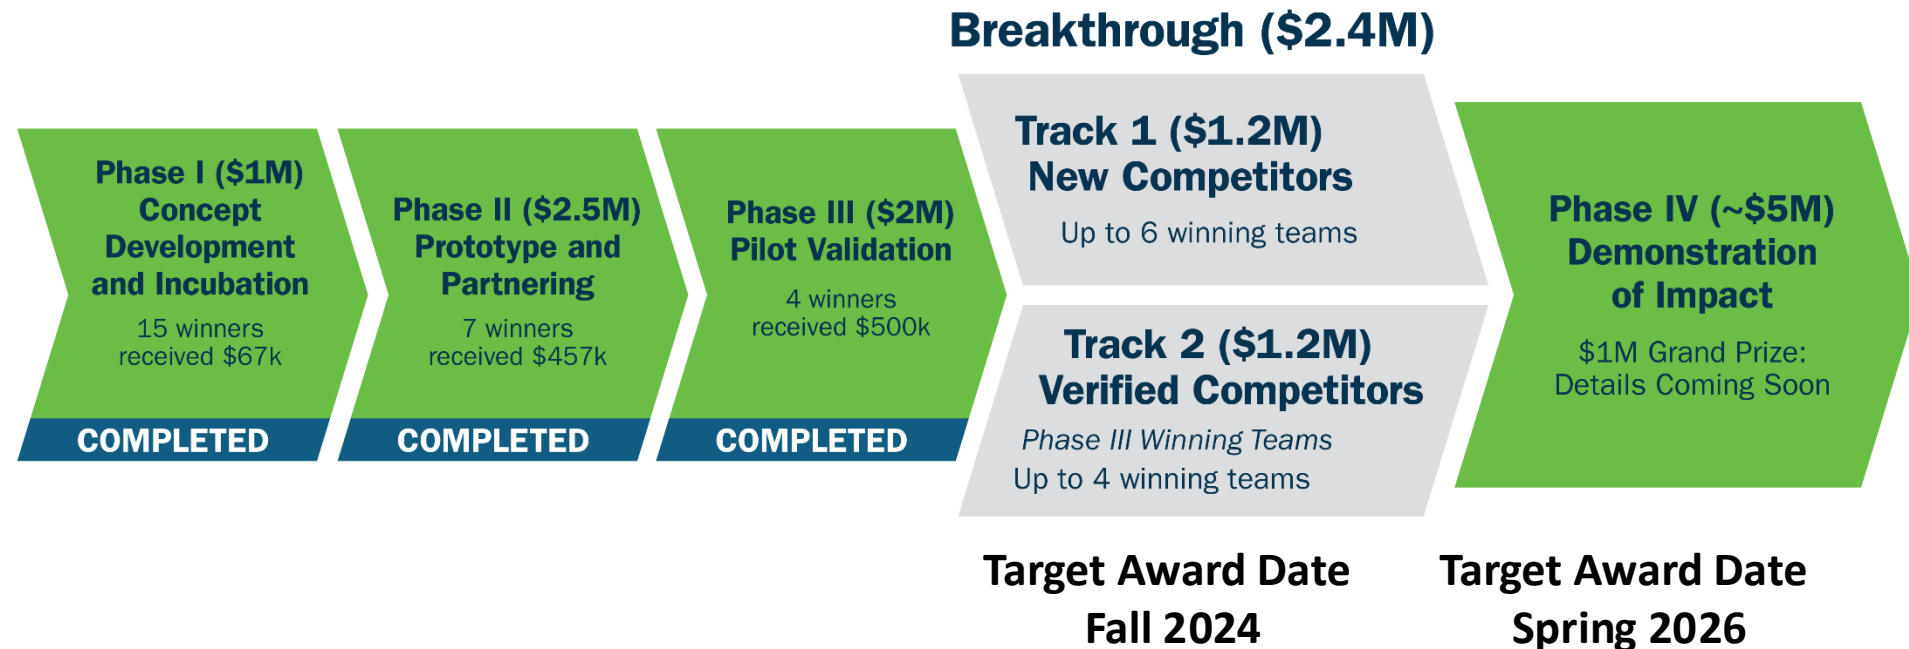 Breakthrough ($2.4M)
Phase I ($1M)
Concept
Development
and Incubation
15 winners
received $67k
COMPLETED
Phase II ($2.5M)
Prototype and
Partnering
7 winners
received $457k
COMPLETED
Phase III ($2M)
Pilot Validation
4 winners
received $500k
COMPLETED
Track 1 ($1.2M)
New Competitors
Up to 6 winning teams
Track 2 ($1.2M)
Verified Competitors
Phase III Winning Teams
Up to 4 winning teams
Target Award Date
Fall 2024
Phase IV (~$5M)
Demonstration
of Impact
$1M Grand Prize:
Details Coming Soon
Target Award Date
Spring 2026